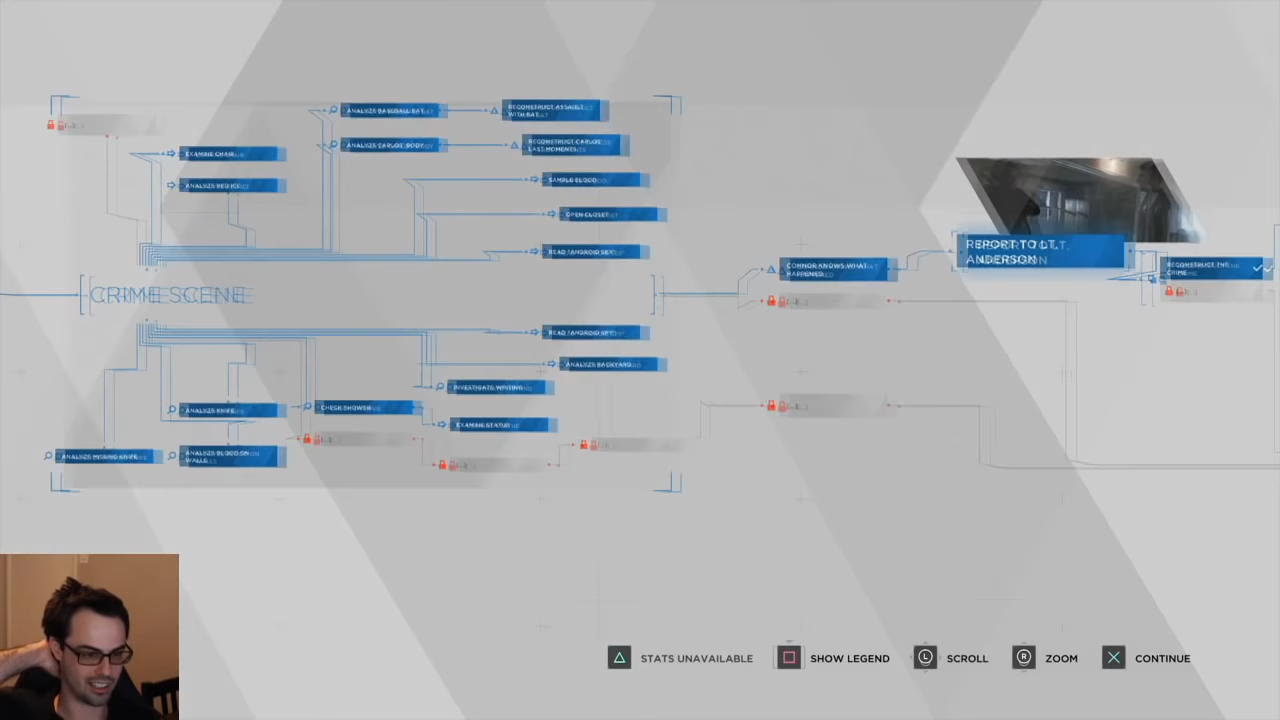 ANALYZE BASEBALL BAT
RECONSTRUCT ASSAULT
WITH BAT
ANALYZE CARLOS' BODY
RECONSTRUCT CARLOS'
LAST MOMENTS
EXAMINE CHAIR
SAMPLE BLOOD
ANALYZE RED ICE
OPEN CLOSET
READ (ANDROID SKY)
REPORT TO LT.
ANDERSON
CONNOR KNOWS WHAT
HAPPENED
RECONSTRUCT THE
CRIME
CRIME SCENE
READ (ANDROID SKY)
ANALYZE BACKYARD
INVESTIGATE WRITING
ANALYZE KNIFE
CHECK SHOWER
EXAMINE STATUE
ANALYZE MISSING KNIFE
ANALYZE BLOOD ON
WALLS
STATS UNAVAILABLE
SHOW LEGEND
L
SCROLL
R
ZOOM
CONTINUE